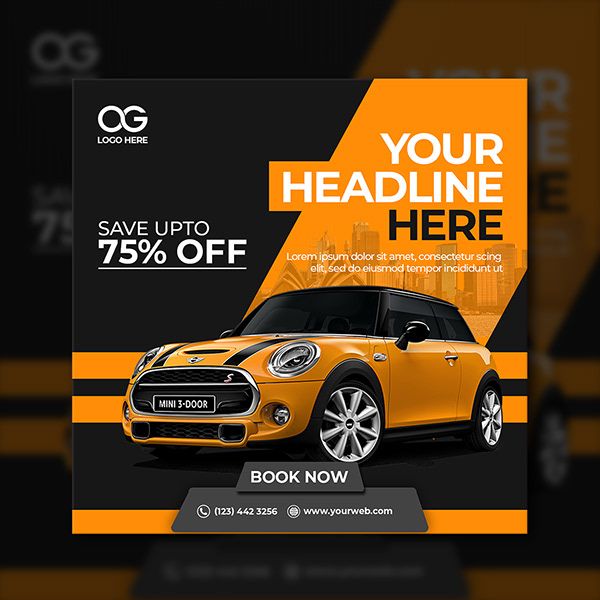 OG
LOGO HERE
YOUR
HEADLINE
HERE
SAVE UPTO
75% OFF
Lorem ipsum dolor sit amet, consectetur scing
elit, sed do eiusmod tempor incididunt ut
S
MINI 3-DOOR
BOOK NOW
(123) 442 3256
www.yourweb.com